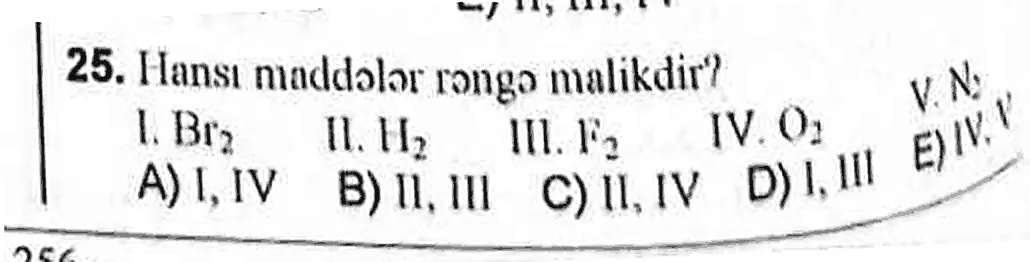 25. Hansı maddələr rəngə malikdir?
I. Br₂ II. H₂ III. F₂ IV. O₂ V. N₂
A) I, IV B) II, III C) II, IV D) I, III E) IV, V
256